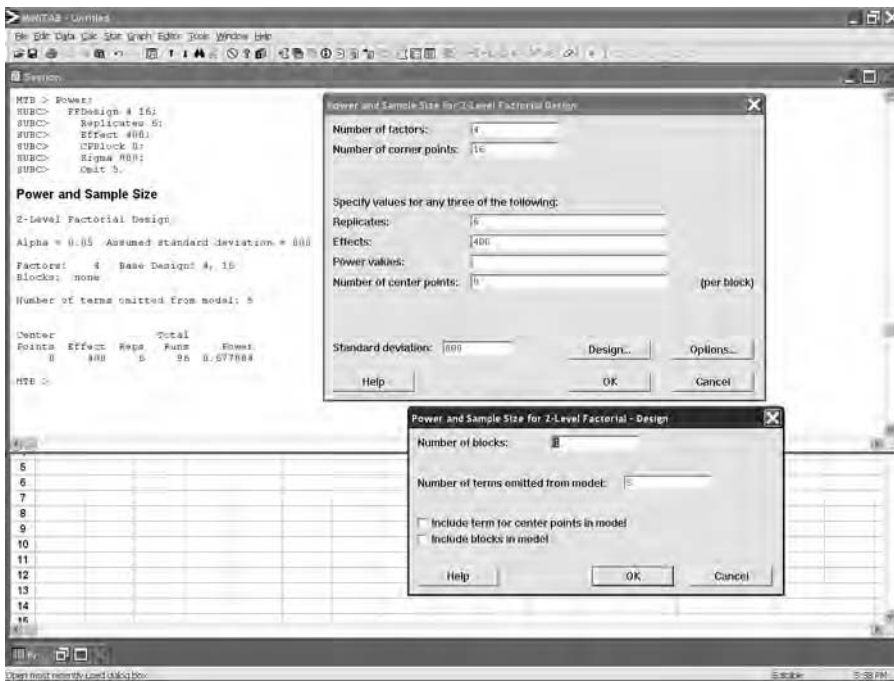 MINITAB - Untitled
File Edit Data Calc Stat Graph Editor Tools Window Help
Session
MTB > Power;
SUBC> FFDesign 4 16;
SUBC> Replicates 6;
SUBC> Effect 400;
SUBC> CPBlock 0;
SUBC> Sigma 800;
SUBC> Omit 5.
Power and Sample Size
2-Level Factorial Design
Alpha = 0.05 Assumed standard deviation = 800
Factors: 4 Base Design: 4, 16
Blocks: none
Number of terms omitted from model: 5
Center Total
Points Effect Reps Runs Power
0 400 6 96 0.677884
MTB >
Power and Sample Size for 2-Level Factorial Design
Number of factors: 4
Number of corner points: 16
Specify values for any three of the following:
Replicates: 6
Effects: 400
Power values:
Number of center points: 0 (per block)
Standard deviation: 800
Design...
Options...
Help
OK
Cancel
Power and Sample Size for 2-Level Factorial - Design
Number of blocks:
Number of terms omitted from model: 5
Include term for center points in model
Include blocks in model
Help
OK
Cancel
5
6
7
8
9
10
11
12
13
14
15
Open most recently used dialog box
Editable
5:58 PM